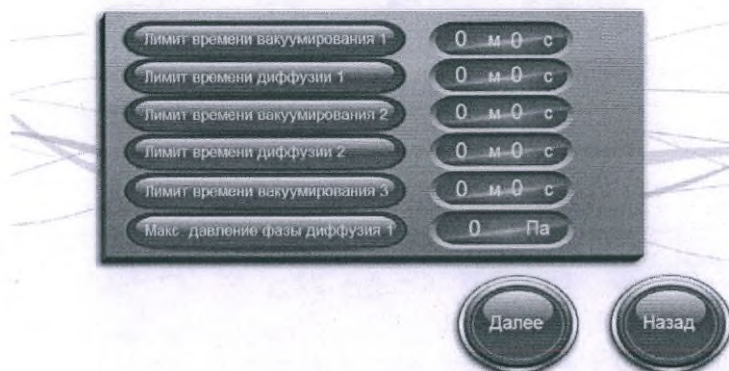 Лимит времени вакуумирования 1 0 м 0 с
Лимит времени диффузии 1 0 м 0 с
Лимит времени вакуумирования 2 0 м 0 с
Лимит времени диффузии 2 0 м 0 с
Лимит времени вакуумирования 3 0 м 0 с
Макс давление фазы диффузия 1 0 Па
Далее Назад